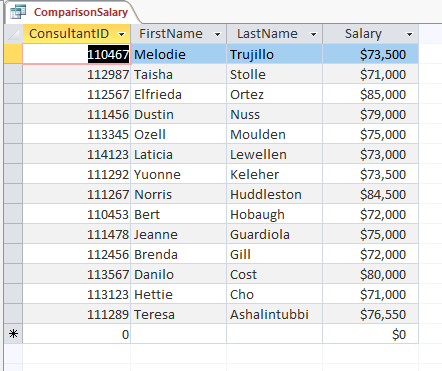 ComparisonSalary
ConsultantID FirstName LastName Salary
110467 Melodie Trujillo $73,500
112987 Taisha Stolle $71,000
112567 Elfrieda Ortez $85,000
111456 Dustin Nuss $79,000
113345 Ozell Moulden $75,000
114123 Laticia Lewellen $73,000
111292 Yuonne Keleher $73,500
111267 Norris Huddleston $84,500
110453 Bert Hobaugh $72,000
111478 Jeanne Guardiola $75,000
112456 Brenda Gill $72,000
113567 Danilo Cost $80,000
113123 Hettie Cho $71,000
111289 Teresa Ashalintubbi $76,550
* 0 $0